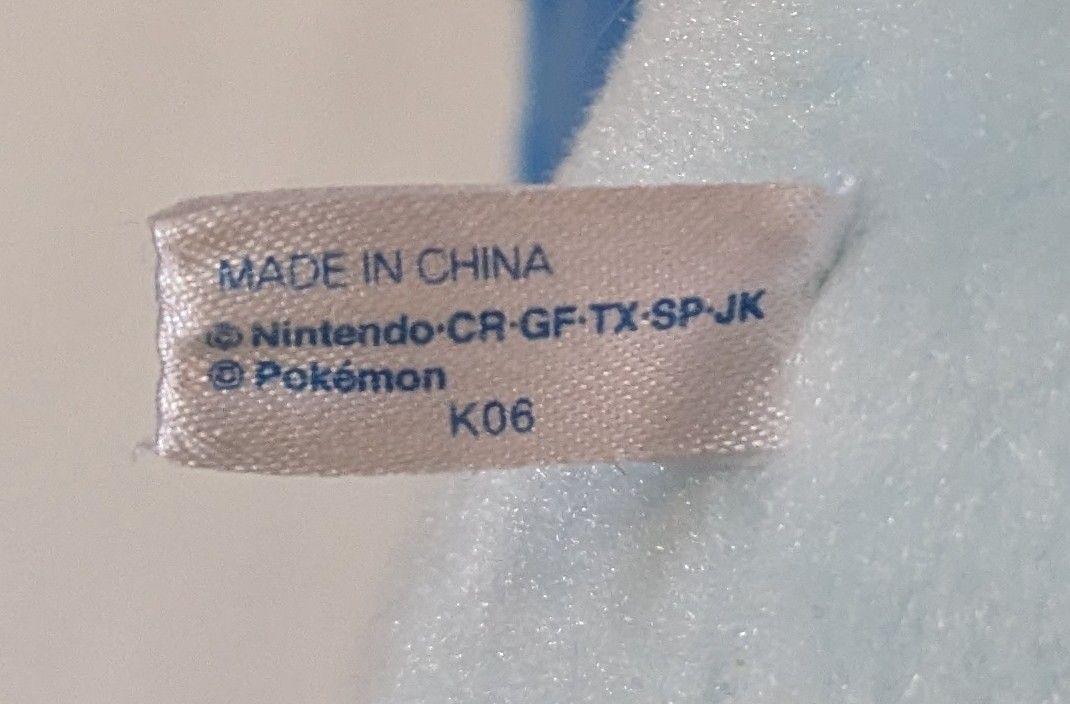 MADE IN CHINA
© Nintendo·CR·GF·TX·SP·JK
© Pokémon
K06